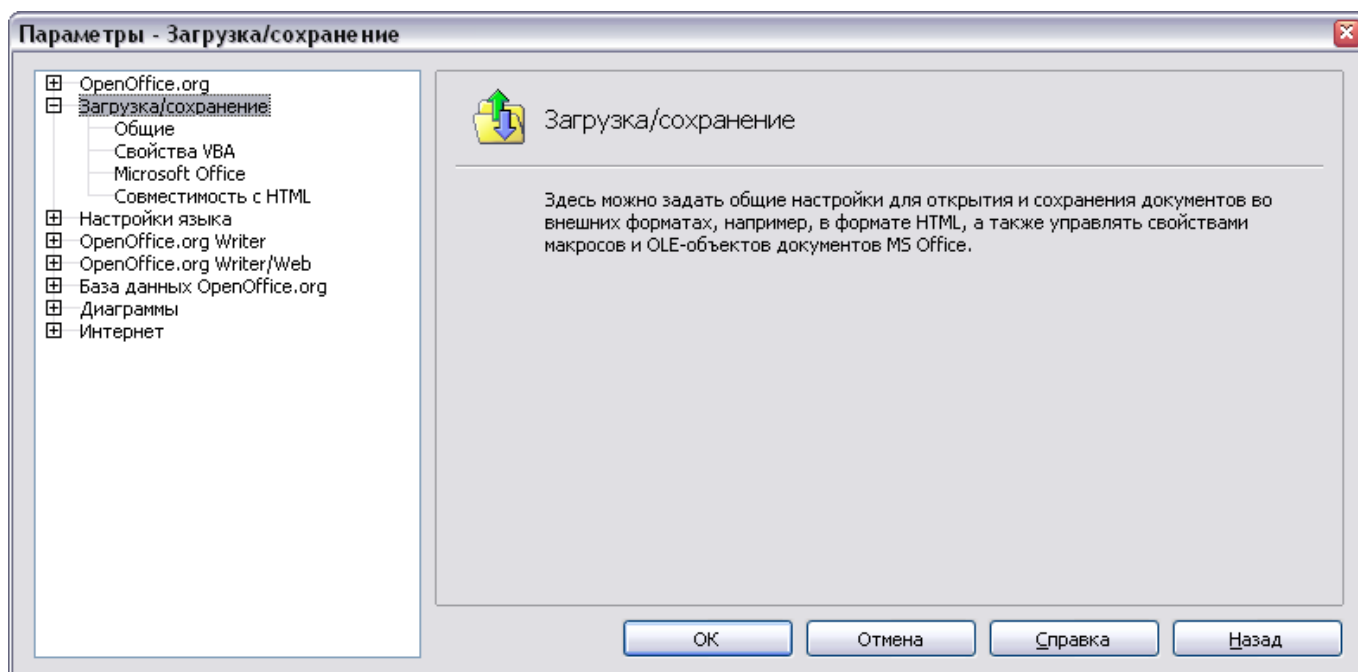 Параметры - Загрузка/сохранение
OpenOffice.org
Загрузка/сохранение
Общие
Свойства VBA
Microsoft Office
Совместимость с HTML
Настройки языка
OpenOffice.org Writer
OpenOffice.org Writer/Web
База данных OpenOffice.org
Диаграммы
Интернет
Загрузка/сохранение
Здесь можно задать общие настройки для открытия и сохранения документов во
внешних форматах, например, в формате HTML, а также управлять свойствами
макросов и OLE-объектов документов MS Office.
ОК
Отмена
Справка
Назад